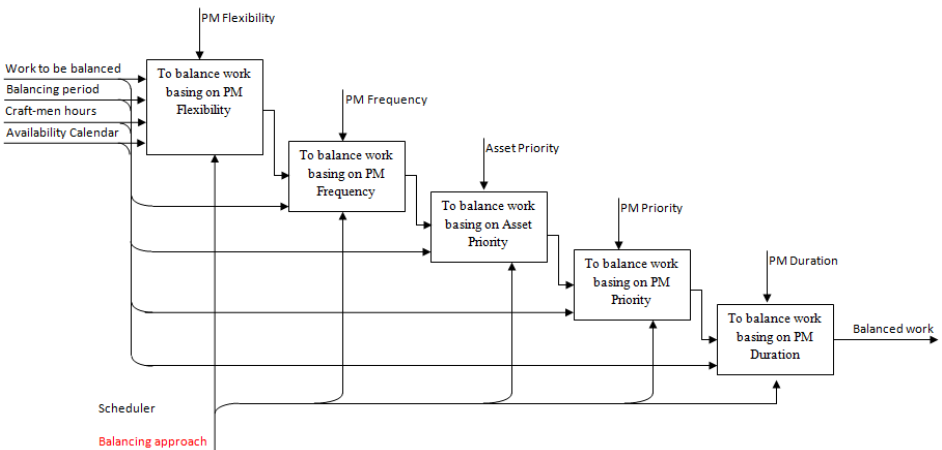 PM Flexibility
Work to be balanced
Balancing period
Craft-men hours
Availability Calendar
To balance work
basing on PM
Flexibility
PM Frequency
To balance work
basing on PM
Frequency
Asset Priority
To balance work
basing on Asset
Priority
PM Priority
To balance work
basing on PM
Priority
PM Duration
To balance work
basing on PM
Duration
Balanced work
Scheduler
Balancing approach